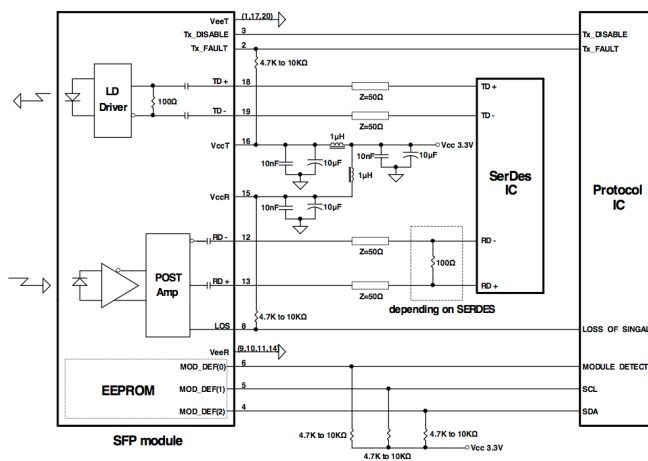 VeeT (1,17,20)
Tx_DISABLE 3 Tx_DISABLE
Tx_FAULT 2 Tx_FAULT
4.7K to 10KΩ
LD Driver
100Ω
TD+ 18 Z=50Ω TD+
TD- 19 Z=50Ω TD-
1μH
VccT 16 Vcc 3.3V
10nF 10μF 10nF 10μF
1μH
SerDes IC
Protocol IC
VccR 15
10nF 10μF
RD- 12 Z=50Ω RD-
100Ω
POST Amp
RD+ 13 Z=50Ω RD+
4.7K to 10KΩ
depending on SERDES
LOS 8 LOSS OF SINGAL
VeeR (9,10,11,14)
MOD_DEF(0) 6 MODULE DETECT
EEPROM
MOD_DEF(1) 5 SCL
MOD_DEF(2) 4 SDA
4.7K to 10KΩ 4.7K to 10KΩ
SFP module
Vcc 3.3V
4.7K to 10KΩ